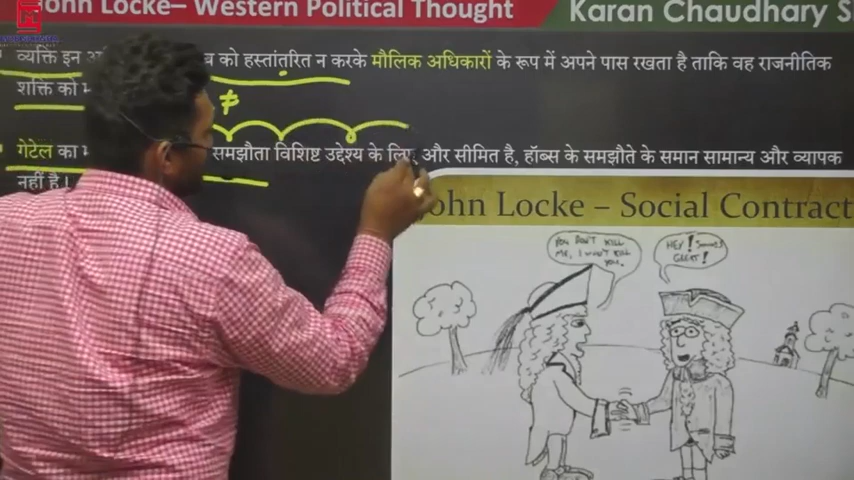 John Locke– Western Political Thought
Karan Chaudhary S
व्यक्ति इन को हस्तांतरित न करके मौलिक अधिकारों के रूप में अपने पास रखता है ताकि वह राजनीतिक
शक्ति को
≠
गेटेल का समझौता विशिष्ट उद्देश्य के लिए और सीमित है, हॉब्स के समझौते के समान सामान्य और व्यापक
नहीं है।
John Locke – Social Contract
YOU DON'T KILL
ME, I WON'T KILL
YOU.
HEY! SOUNDS
GREAT!